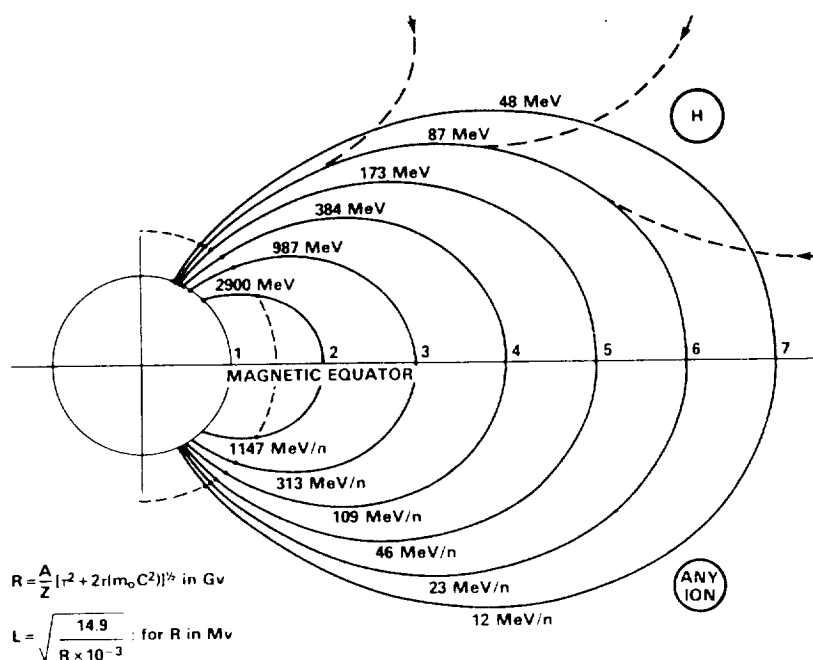 48 MeV
H
87 MeV
173 MeV
384 MeV
987 MeV
2900 MeV
1 2 3 4 5 6 7
MAGNETIC EQUATOR
1147 MeV/n
313 MeV/n
109 MeV/n
46 MeV/n
23 MeV/n
12 MeV/n
ANY
ION
R = A/Z [τ² + 2r(m₀C²)]^½ in Gv
L = √(14.9 / R × 10⁻³) : for R in Mv